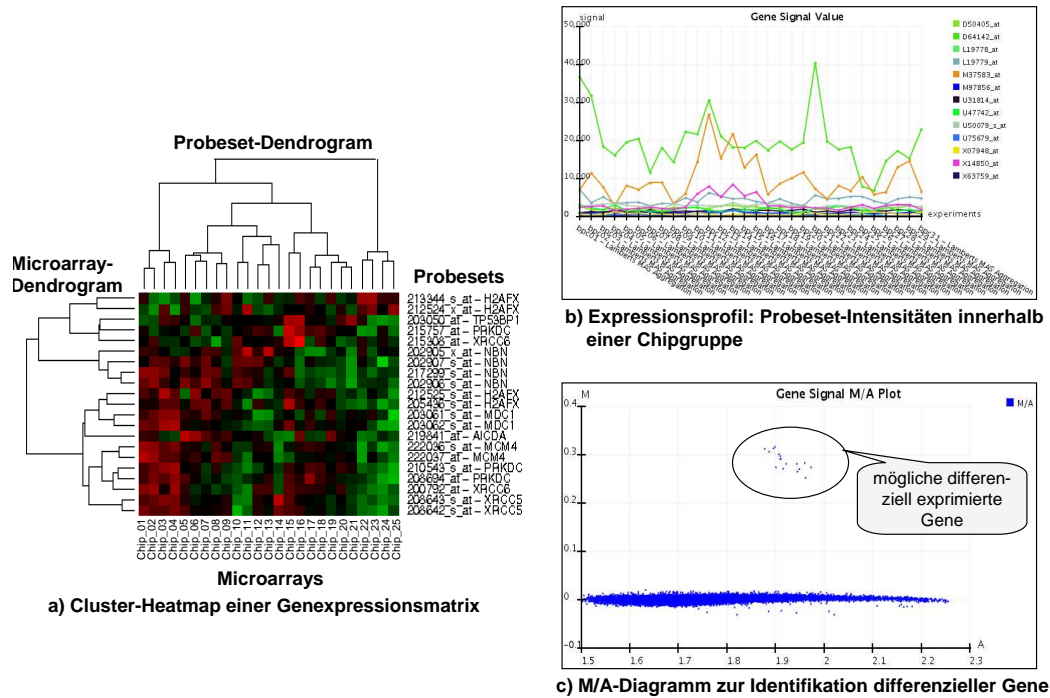 Probeset-Dendrogram
Microarray-
Dendrogram
Probesets
213344_s_at – H2AFX
212524_x_at – H2AFX
203050_at – TP53BP1
215757_at – PRKDC
215308_at – XRCC6
202905_x_at – NBN
202907_s_at – NBN
217299_s_at – NBN
202906_s_at – NBN
212525_s_at – H2AFX
205436_s_at – H2AFX
203061_s_at – MDC1
203062_s_at – MDC1
219841_at – AICDA
222036_s_at – MCM4
222037_at – MCM4
210543_s_at – PRKDC
208694_at – PRKDC
200792_at – XRCC6
208643_s_at – XRCC5
208642_s_at – XRCC5
Chip_01
Chip_02
Chip_03
Chip_04
Chip_05
Chip_06
Chip_07
Chip_08
Chip_09
Chip_10
Chip_11
Chip_12
Chip_13
Chip_14
Chip_15
Chip_16
Chip_17
Chip_18
Chip_19
Chip_20
Chip_21
Chip_22
Chip_23
Chip_24
Chip_25
Microarrays
a) Cluster-Heatmap einer Genexpressionsmatrix
Gene Signal Value
signal
50,000
40,000
30,000
20,000
10,000
0
experiments
D50405_at
D64142_at
L19778_at
L19779_at
M37583_at
M97856_at
U31814_at
U47742_at
U50079_s_at
U75679_at
X07948_at
X14850_at
X63759_at
b) Expressionsprofil: Probeset-Intensitäten innerhalb
einer Chipgruppe
Gene Signal M/A Plot
M
M/A
0.4
0.3
0.2
0.1
0
-0.1
1.5
1.6
1.7
1.8
1.9
2
2.1
2.2
2.3
A
mögliche differen-
ziell exprimierte
Gene
c) M/A-Diagramm zur Identifikation differenzieller Gene